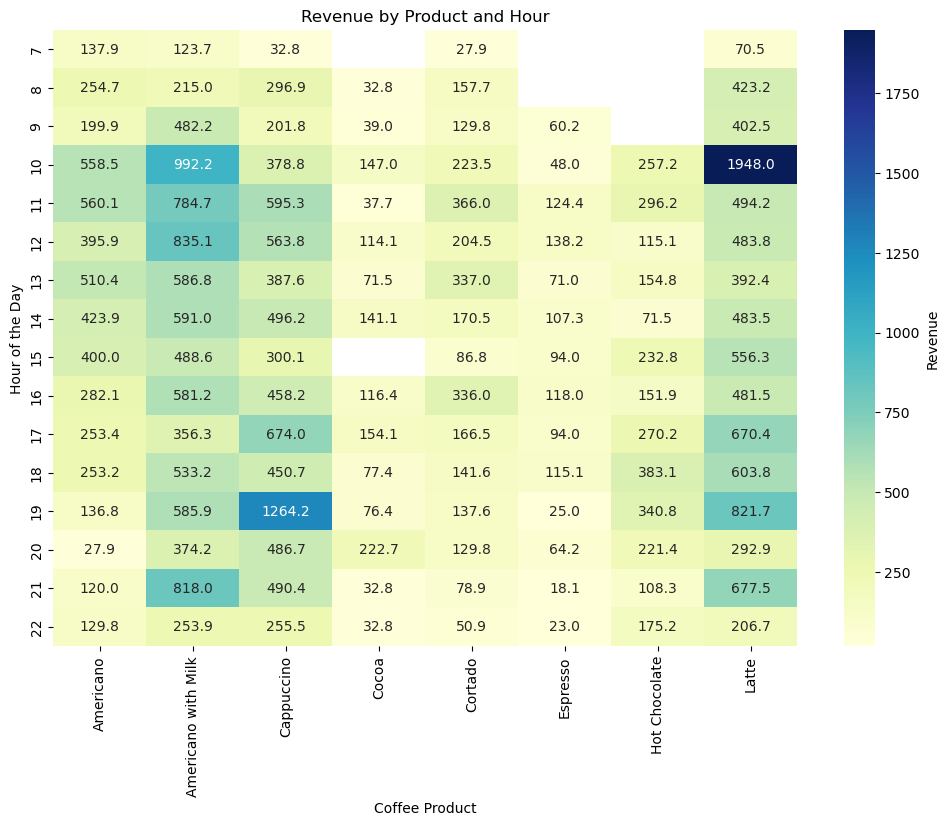 Revenue by Product and Hour
7 137.9 123.7 32.8 27.9 70.5
8 254.7 215.0 296.9 32.8 157.7 423.2
9 199.9 482.2 201.8 39.0 129.8 60.2 402.5
10 558.5 992.2 378.8 147.0 223.5 48.0 257.2 1948.0
11 560.1 784.7 595.3 37.7 366.0 124.4 296.2 494.2
12 395.9 835.1 563.8 114.1 204.5 138.2 115.1 483.8
13 510.4 586.8 387.6 71.5 337.0 71.0 154.8 392.4
14 423.9 591.0 496.2 141.1 170.5 107.3 71.5 483.5
15 400.0 488.6 300.1 86.8 94.0 232.8 556.3
16 282.1 581.2 458.2 116.4 336.0 118.0 151.9 481.5
17 253.4 356.3 674.0 154.1 166.5 94.0 270.2 670.4
18 253.2 533.2 450.7 77.4 141.6 115.1 383.1 603.8
19 136.8 585.9 1264.2 76.4 137.6 25.0 340.8 821.7
20 27.9 374.2 486.7 222.7 129.8 64.2 221.4 292.9
21 120.0 818.0 490.4 32.8 78.9 18.1 108.3 677.5
22 129.8 253.9 255.5 32.8 50.9 23.0 175.2 206.7
Hour of the Day
Americano
Americano with Milk
Cappuccino
Cocoa
Cortado
Espresso
Hot Chocolate
Latte
Coffee Product
1750
1500
1250
1000
750
500
250
Revenue